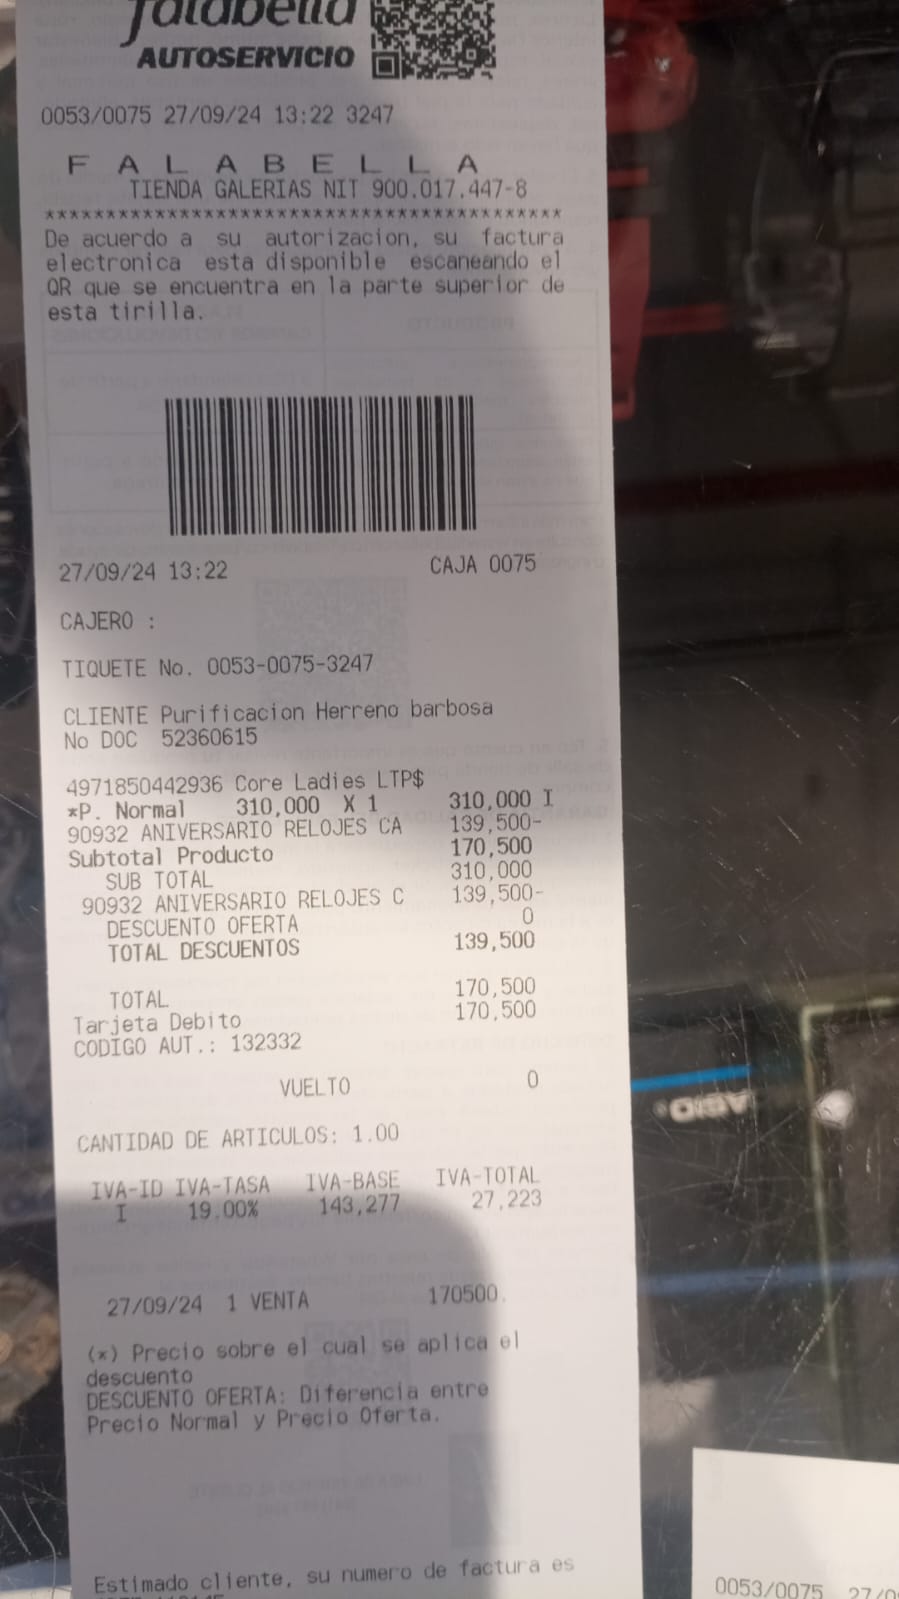 falabella
AUTOSERVICIO
0053/0075 27/09/24 13:22 3247
F A L A B E L L A
TIENDA GALERIAS NIT 900.017.447-8
******************************************
De acuerdo a su autorizacion, su factura
electronica esta disponible escaneando el
QR que se encuentra en la parte superior de
esta tirilla.
27/09/24 13:22 CAJA 0075
CAJERO :
TIQUETE No. 0053-0075-3247
CLIENTE Purificacion Herreno barbosa
No DOC 52360615
4971850442936 Core Ladies LTP$
*P. Normal 310,000 X 1 310,000 I
90932 ANIVERSARIO RELOJES CA 139,500-
Subtotal Producto 170,500
SUB TOTAL 310,000
90932 ANIVERSARIO RELOJES C 139,500-
DESCUENTO OFERTA 0
TOTAL DESCUENTOS 139,500
TOTAL 170,500
Tarjeta Debito 170,500
CODIGO AUT.: 132332
VUELTO 0
CANTIDAD DE ARTICULOS: 1.00
IVA-ID IVA-TASA IVA-BASE IVA-TOTAL
I 19.00% 143,277 27,223
27/09/24 1 VENTA 170500.
(*) Precio sobre el cual se aplica el
descuento
DESCUENTO OFERTA: Diferencia entre
Precio Normal y Precio Oferta.
Estimado cliente, su numero de factura es
0053/0075 27/0